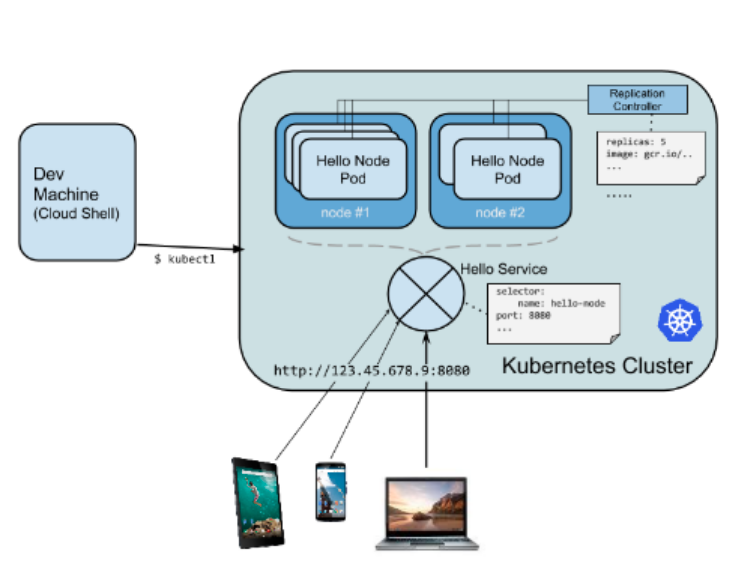 Replication
Controller
replicas: 5
image: gcr.io/..
...
.....
Hello Node
Pod
node #1
Hello Node
Pod
node #2
Dev
Machine
(Cloud Shell)
$ kubectl
Hello Service
selector:
name: hello-node
port: 8080
...
Kubernetes Cluster
http://123.45.678.9:8080